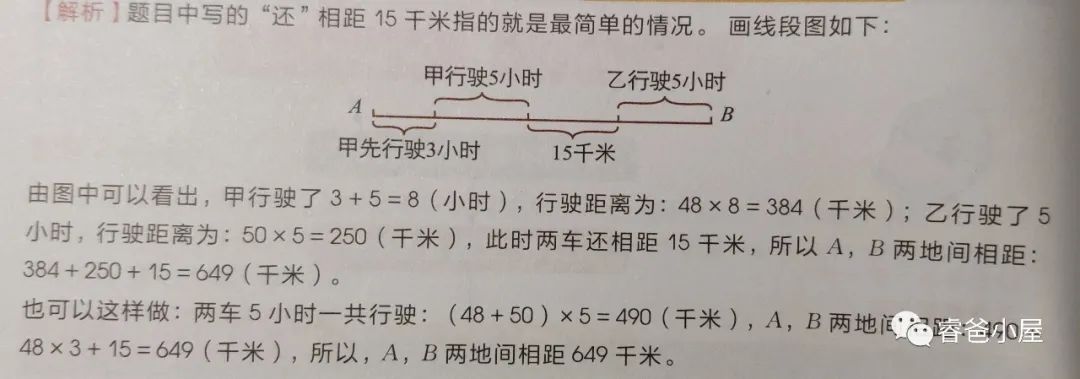 【解析】题目中写的“还”相距 15 千米指的就是最简单的情况。 画线段图如下：
甲行驶5小时 乙行驶5小时
A B
甲先行驶3小时 15千米
由图中可以看出，甲行驶了 3 + 5 = 8（小时），行驶距离为：48 × 8 = 384（千米）；乙行驶了 5
小时，行驶距离为：50 × 5 = 250（千米），此时两车还相距 15 千米，所以 A，B 两地间相距：
384 + 250 + 15 = 649（千米）。
也可以这样做：两车 5 小时一共行驶：（48 + 50）× 5 = 490（千米），A，B 两地间
48 × 3 + 15 = 649（千米），所以，A，B 两地间相距 649 千米。
睿爸小屋